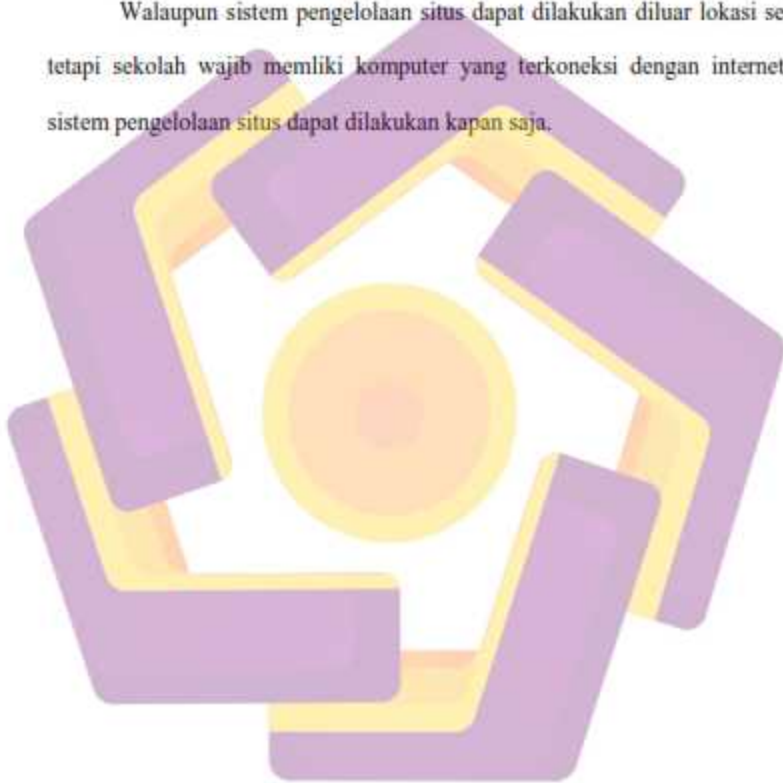 Walaupun sistem pengelolaan situs dapat dilakukan diluar lokasi se
tetapi sekolah wajib memliki komputer yang terkoneksi dengan internet
sistem pengelolaan situs dapat dilakukan kapan saja.